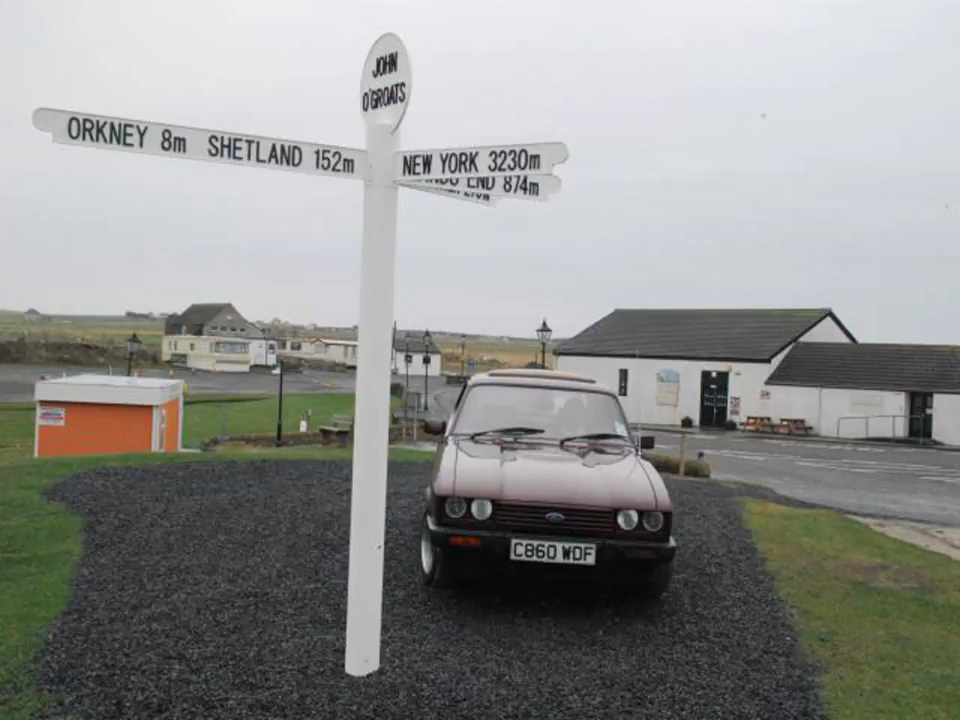 JOHN
O'GROATS
ORKNEY 8m SHETLAND 152m
NEW YORK 3230m
END 874m
C860 WDF